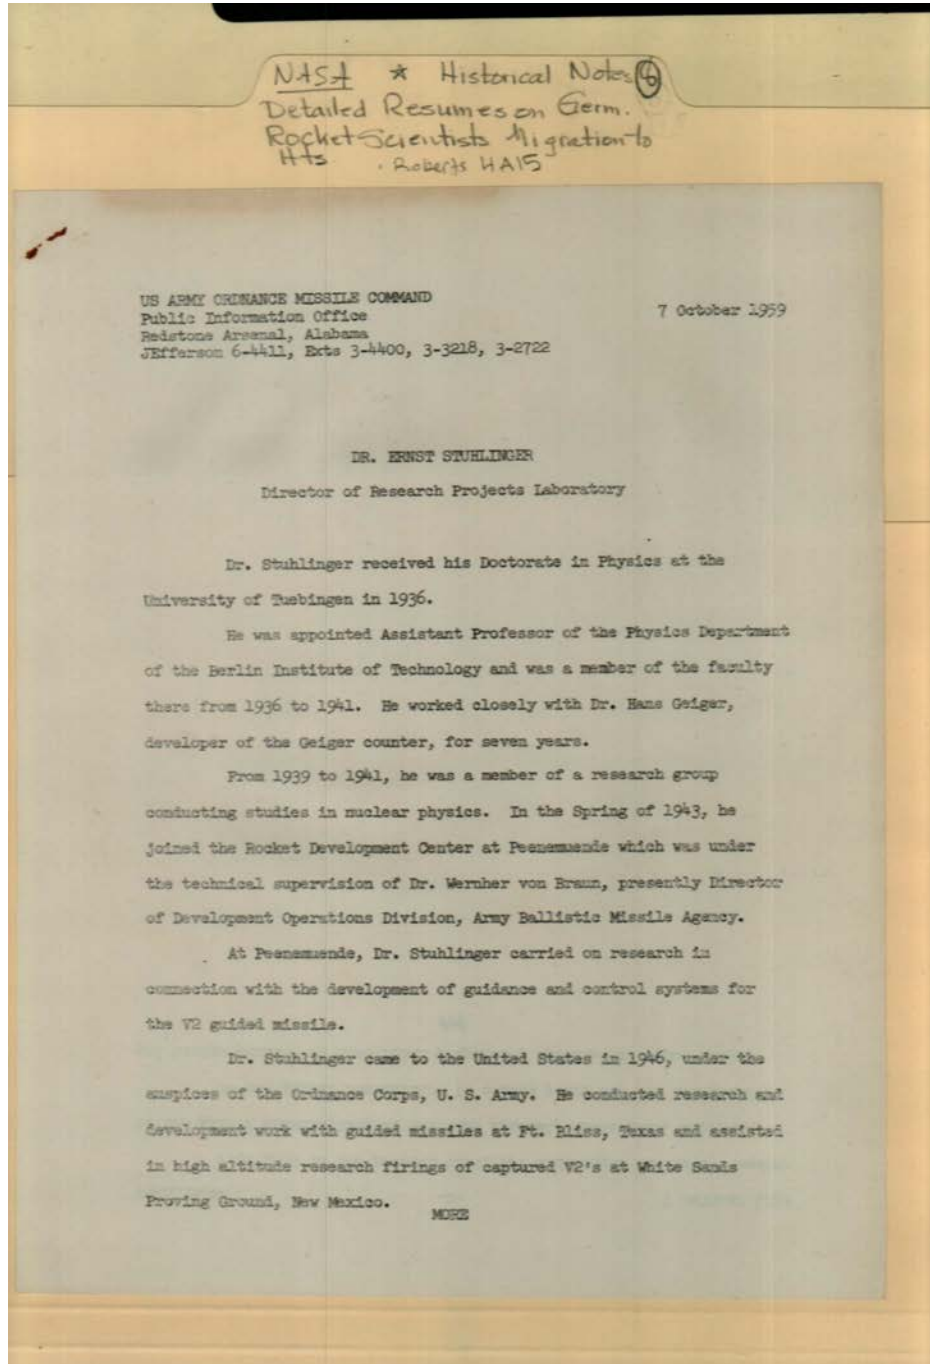 NASA * Historical Notes 6
Detailed Resumes on Germ.
Rocket Scientists Migration to
Hts
. Roberts HA15
US ARMY ORDNANCE MISSILE COMMAND
Public Information Office
Redstone Arsenal, Alabama
JEfferson 6-4411, Exts 3-4400, 3-3218, 3-2722
7 October 1959
DR. ERNST STUHLINGER
Director of Research Projects Laboratory
Dr. Stuhlinger received his Doctorate in Physics at the
University of Tuebingen in 1936.
He was appointed Assistant Professor of the Physics Department
of the Berlin Institute of Technology and was a member of the faculty
there from 1936 to 1941. He worked closely with Dr. Hans Geiger,
developer of the Geiger counter, for seven years.
From 1939 to 1941, he was a member of a research group
conducting studies in nuclear physics. In the Spring of 1943, he
joined the Rocket Development Center at Peenemuende which was under
the technical supervision of Dr. Wernher von Braun, presently Director
of Development Operations Division, Army Ballistic Missile Agency.
At Peenemuende, Dr. Stuhlinger carried on research in
connection with the development of guidance and control systems for
the V2 guided missile.
Dr. Stuhlinger came to the United States in 1946, under the
auspices of the Ordnance Corps, U. S. Army. He conducted research and
development work with guided missiles at Ft. Bliss, Texas and assisted
in high altitude research firings of captured V2's at White Sands
Proving Ground, New Mexico.
MORE